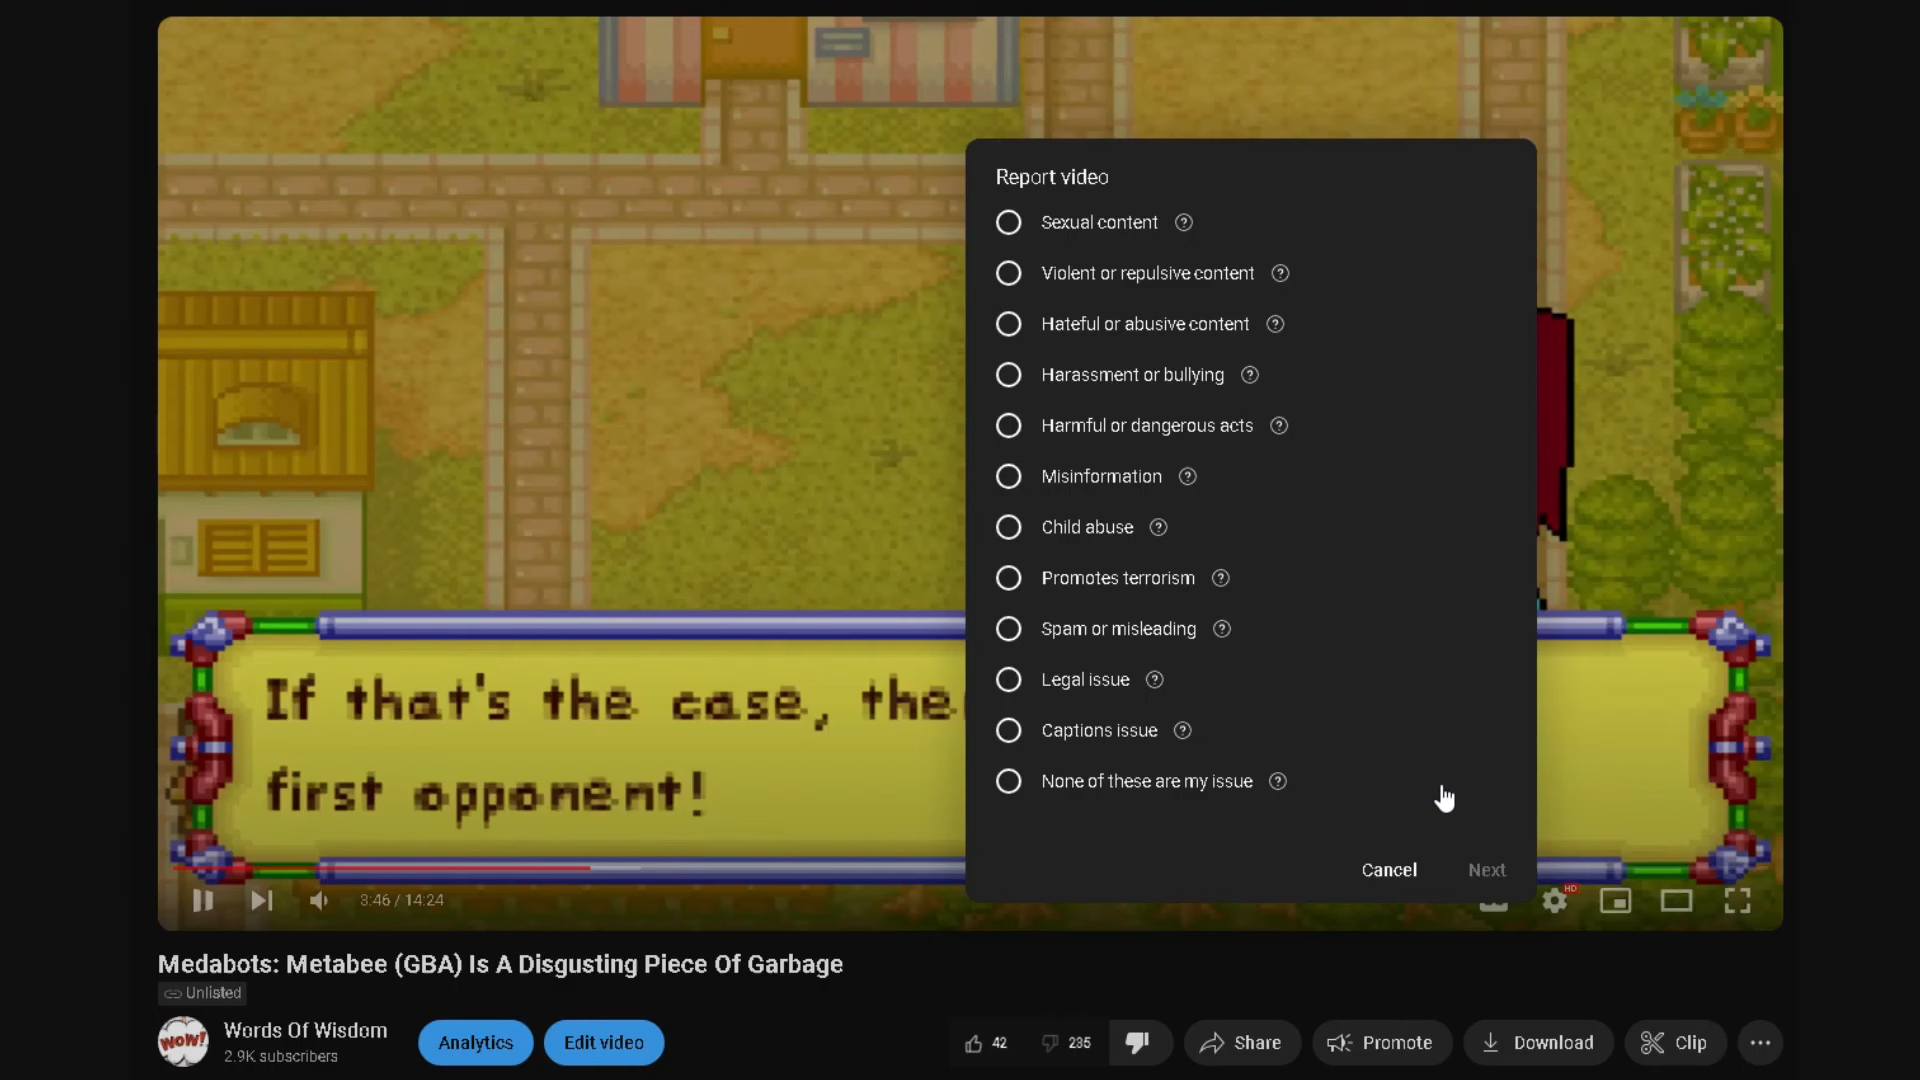 Report video
Sexual content
Violent or repulsive content
Hateful or abusive content
Harassment or bullying
Harmful or dangerous acts
Misinformation
Child abuse
Promotes terrorism
Spam or misleading
Legal issue
Captions issue
None of these are my issue
Cancel Next
If that's the case, the
first opponent!
3:46 / 14:24
HD
Medabots: Metabee (GBA) Is A Disgusting Piece Of Garbage
Unlisted
WOW!
Words Of Wisdom
2.9K subscribers
Analytics Edit video 42 235 Share Promote Download Clip